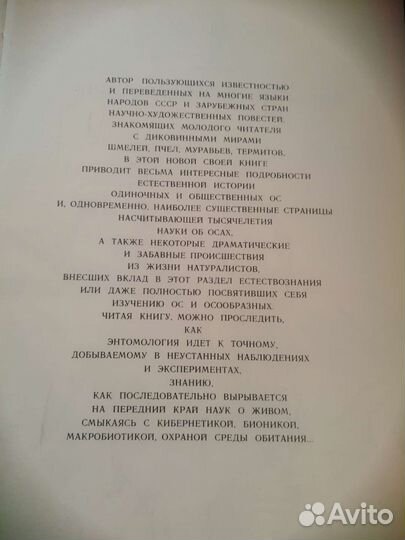 АВТОР ПОЛЬЗУЮЩИХСЯ ИЗВЕСТНОСТЬЮ
И ПЕРЕВЕДЕННЫХ НА МНОГИЕ ЯЗЫКИ
НАРОДОВ СССР И ЗАРУБЕЖНЫХ СТРАН
НАУЧНО-ХУДОЖЕСТВЕННЫХ ПОВЕСТЕЙ,
ЗНАКОМЯЩИХ МОЛОДОГО ЧИТАТЕЛЯ
С ДИКОВИННЫМИ МИРАМИ
ШМЕЛЕЙ, ПЧЕЛ, МУРАВЬЕВ, ТЕРМИТОВ,
В ЭТОЙ НОВОЙ СВОЕЙ КНИГЕ
ПРИВОДИТ ВЕСЬМА ИНТЕРЕСНЫЕ ПОДРОБНОСТИ
ЕСТЕСТВЕННОЙ ИСТОРИИ
ОДИНОЧНЫХ И ОБЩЕСТВЕННЫХ ОС
И, ОДНОВРЕМЕННО, НАИБОЛЕЕ СУЩЕСТВЕННЫЕ СТРАНИЦЫ
НАСЧИТЫВАЮЩЕЙ ТЫСЯЧЕЛЕТИЯ
НАУКИ ОБ ОСАХ,
А ТАКЖЕ НЕКОТОРЫЕ ДРАМАТИЧЕСКИЕ
И ЗАБАВНЫЕ ПРОИСШЕСТВИЯ
ИЗ ЖИЗНИ НАТУРАЛИСТОВ,
ВНЕСШИХ ВКЛАД В ЭТОТ РАЗДЕЛ ЕСТЕСТВОЗНАНИЯ
ИЛИ ДАЖЕ ПОЛНОСТЬЮ ПОСВЯТИВШИХ СЕБЯ
ИЗУЧЕНИЮ ОС И ОСООБРАЗНЫХ.
ЧИТАЯ КНИГУ, МОЖНО ПРОСЛЕДИТЬ,
КАК
ЭНТОМОЛОГИЯ ИДЕТ К ТОЧНОМУ,
ДОБЫВАЕМОМУ В НЕУСТАННЫХ НАБЛЮДЕНИЯХ
И ЭКСПЕРИМЕНТАХ,
ЗНАНИЮ,
КАК ПОСЛЕДОВАТЕЛЬНО ВЫРЫВАЕТСЯ
НА ПЕРЕДНИЙ КРАЙ НАУК О ЖИВОМ,
СМЫКАЯСЬ С КИБЕРНЕТИКОЙ, БИОНИКОЙ,
МАКРОБИОТИКОЙ, ОХРАНОЙ СРЕДЫ ОБИТАНИЯ...
Avito